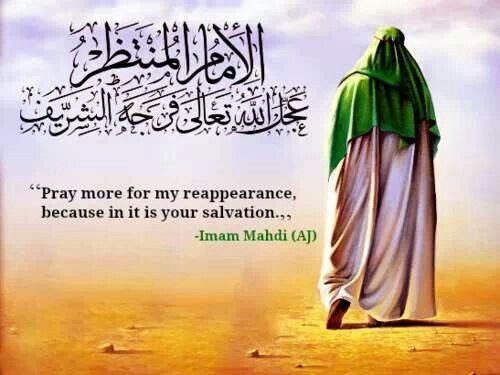 الإمام المنتظر
عجل الله تعالى فرجه الشريف
“Pray more for my reappearance,
because in it is your salvation.,,
-Imam Mahdi (AJ)